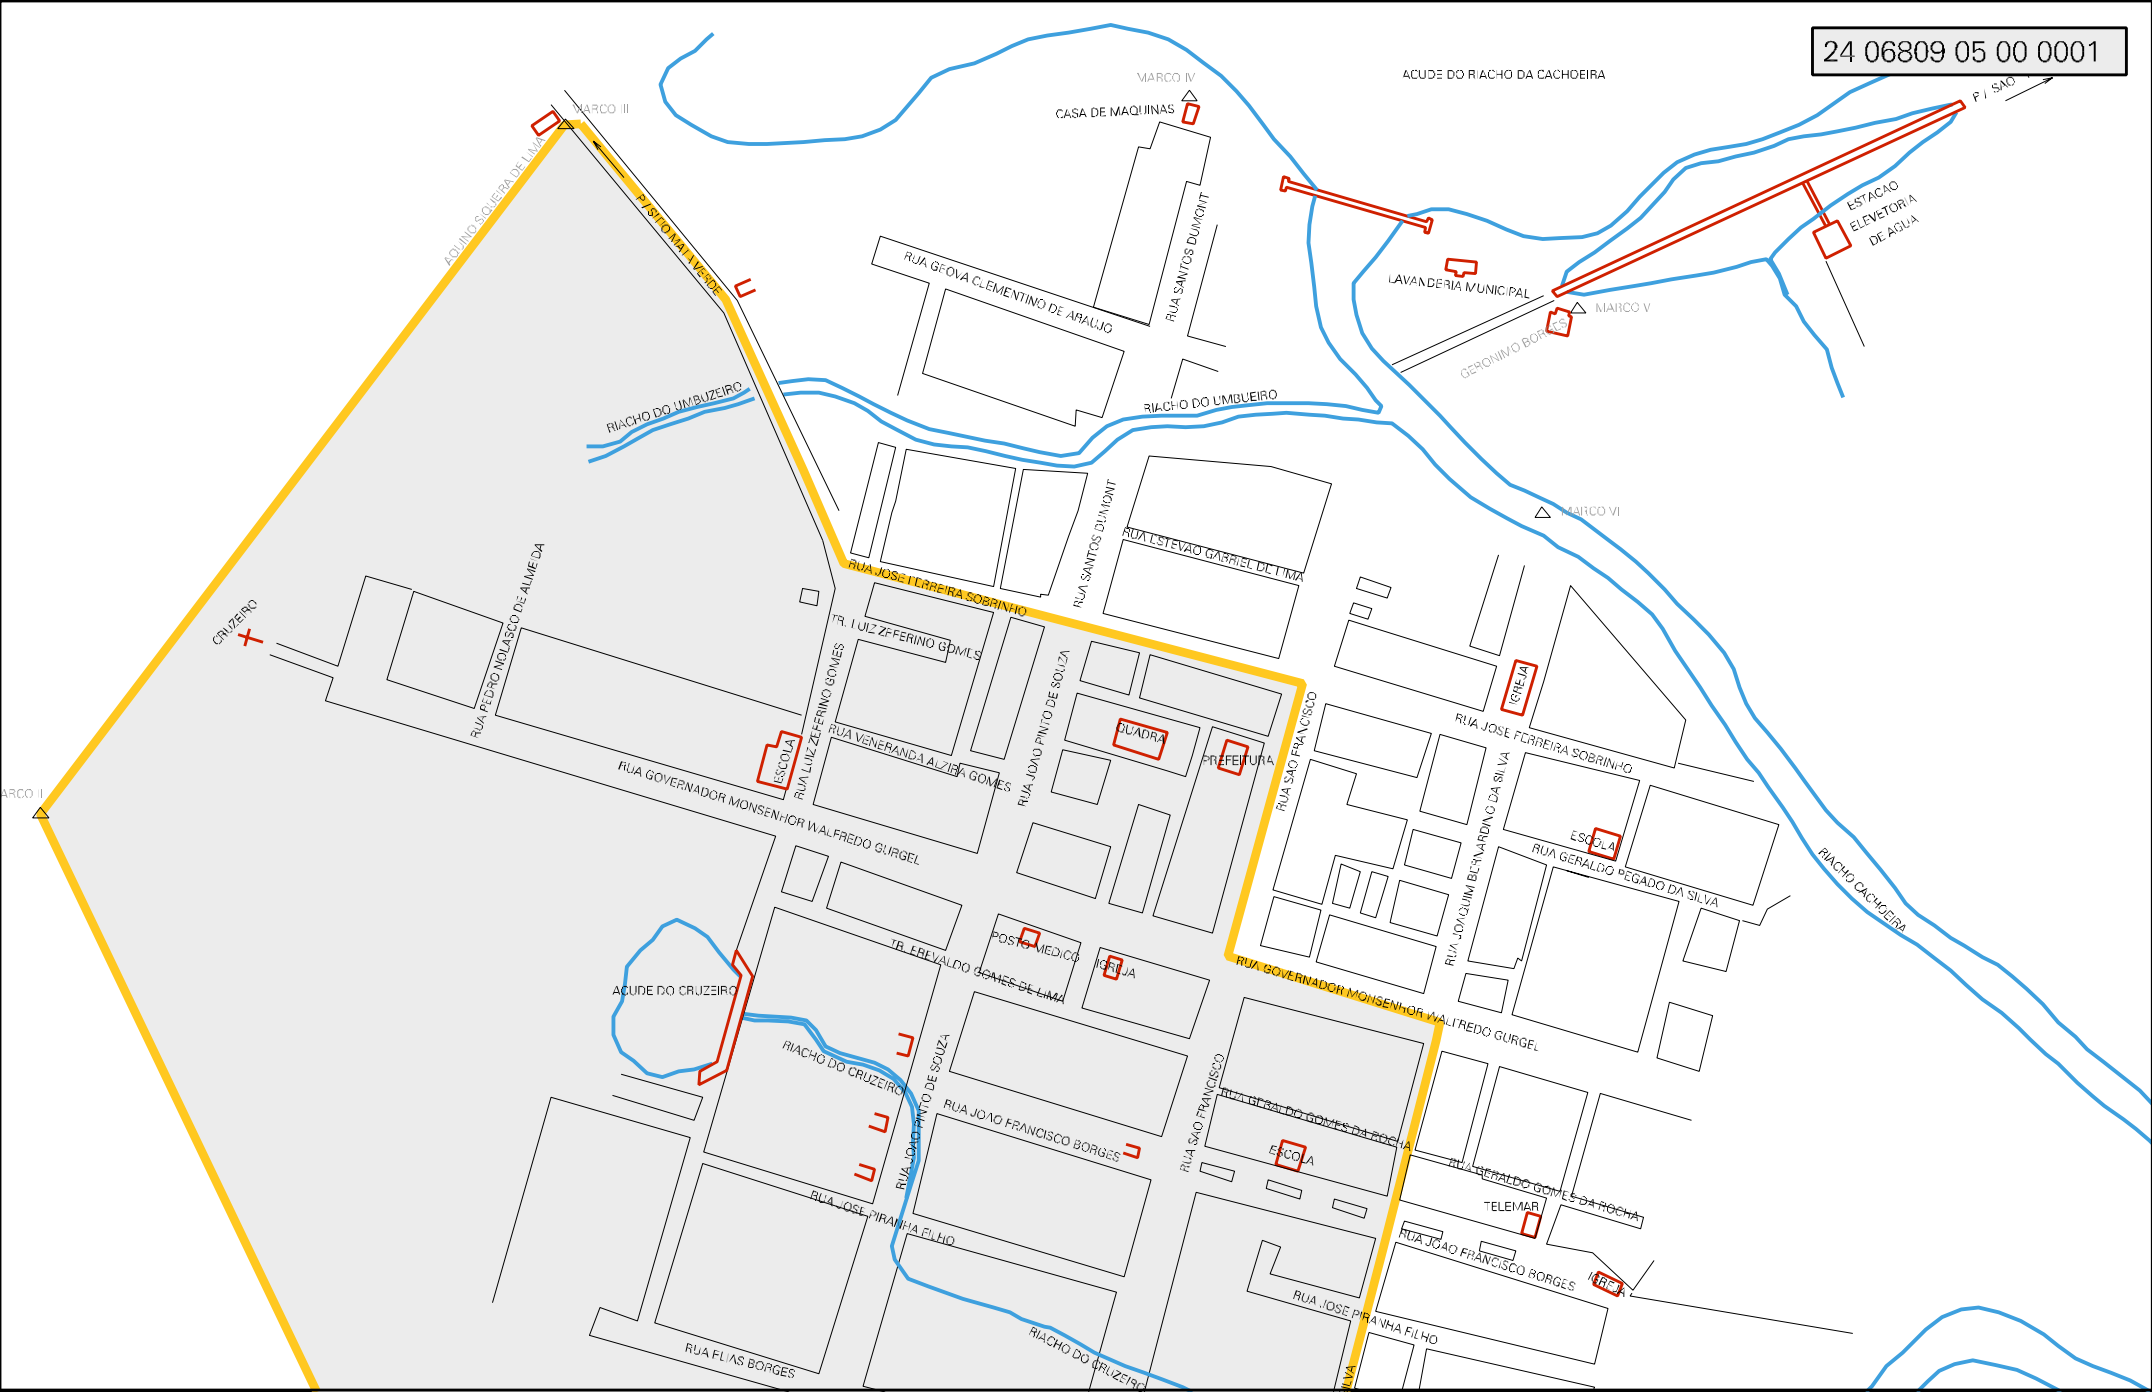 24 06809 05 00 0001
ACUDE DO RIACHO DA CACHOEIRA
MARCO IV
CASA DE MAQUINAS
P/ SAO
MARCO III
AQUINO SIQUEIRA DE LIMA
P/ SITIO MATA VERDE
RUA SANTOS DUMONT
RUA GEOVA CLEMENTINO DE ARAUJO
ESTACAO
ELEVETORIA
DE AGUA
LAVANDERIA MUNICIPAL
MARCO V
GERONIMO BORGES
RIACHO DO UMBUZEIRO
RIACHO DO UMBUEIRO
RUA SANTOS DUMONT
RUA ESTEVAO GABRIEL DE LIMA
MARCO VI
RUA JOSE FERREIRA SOBRINHO
RUA PEDRO NOLASCO DE ALMEIDA
CRUZEIRO
TR. LUIZ ZEFERINO GOMES
RUA LUIZ ZEFERINO GOMES
RUA JOAO PINTO DE SOUZA
IGREJA
RUA SAO FRANCISCO
QUADRA
PREFEITURA
RUA JOSE FERREIRA SOBRINHO
RUA VENERANDA ALZIRA GOMES
ESCOLA
RUA GOVERNADOR MONSENHOR WALFREDO GURGEL
ARCO II
RUA JOAQUIM BERNARDINO DA SILVA
ESCOLA
RUA GERALDO PEGADO DA SILVA
RIACHO CACHOEIRA
POSTO MEDICO
IGREJA
TR. EREVALDO GOMES DE LIMA
RUA GOVERNADOR MONSENHOR WALFREDO GURGEL
ACUDE DO CRUZEIRO
RIACHO DO CRUZEIRO
RUA JOAO PINTO DE SOUZA
RUA SAO FRANCISCO
RUA JOAO FRANCISCO BORGES
RUA GERALDO GOMES DA ROCHA
ESCOLA
RUA GERALDO GOMES DA ROCHA
TELEMAR
RUA JOSE PIRANHA FILHO
RUA JOAO FRANCISCO BORGES
IGREJA
RUA JOSE PIRANHA FILHO
RIACHO DO CRUZEIRO
RUA ELIAS BORGES
SILVA